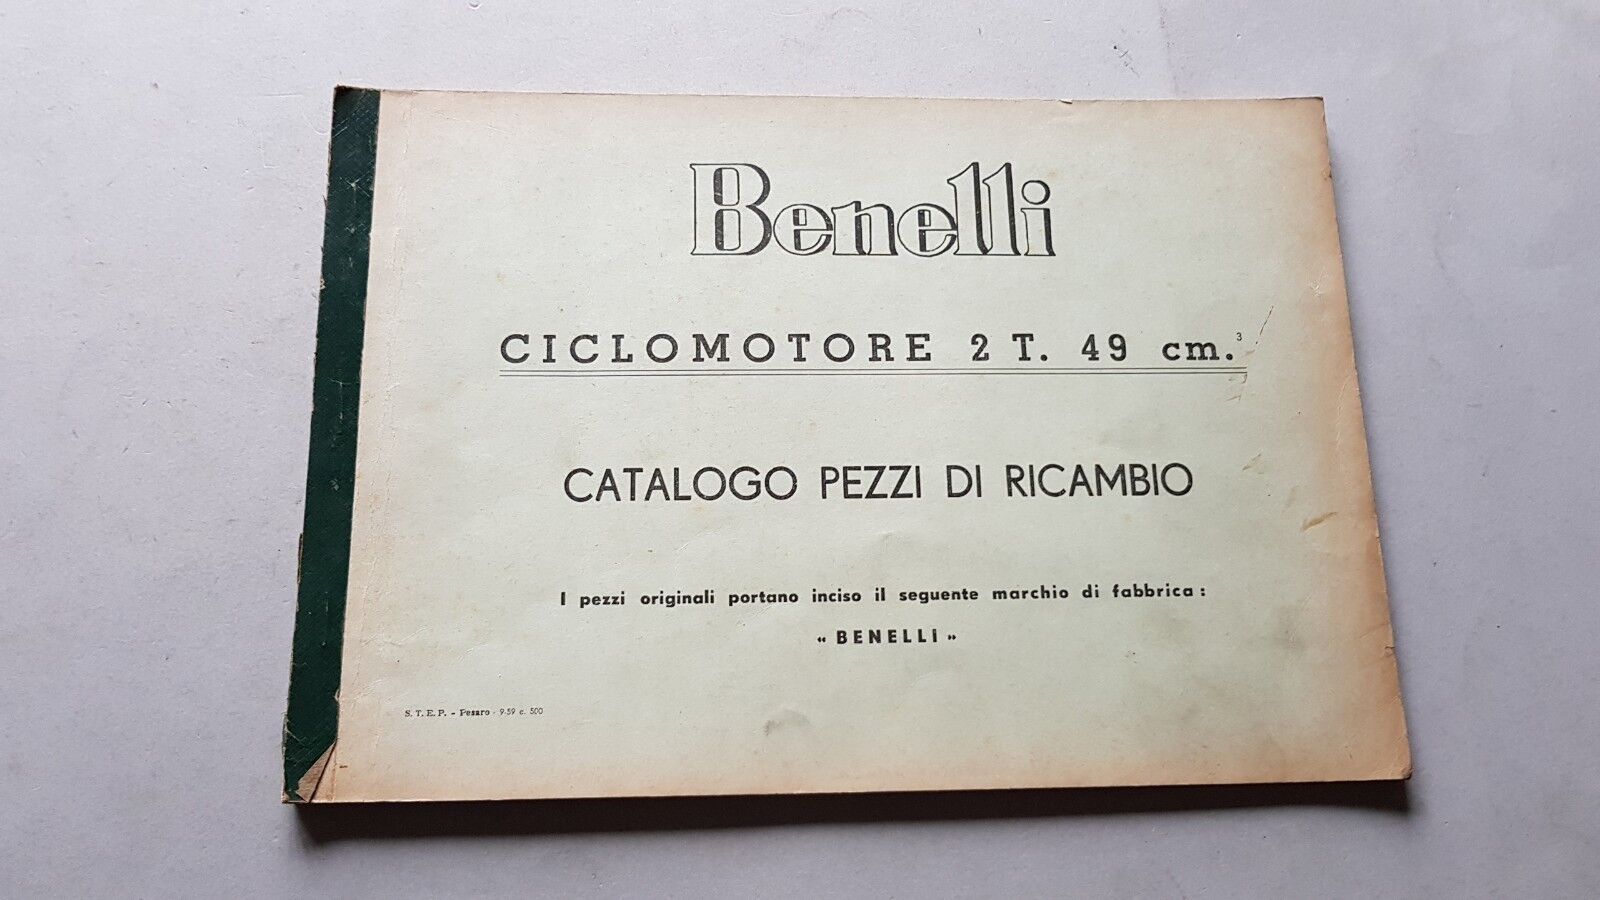 Benelli
CICLOMOTORE 2 T. 49 cm.³
CATALOGO PEZZI DI RICAMBIO
I pezzi originali portano inciso il seguente marchio di fabbrica :
« BENELLI »
S. T. E. P. - Pesaro - 9-59 c. 500